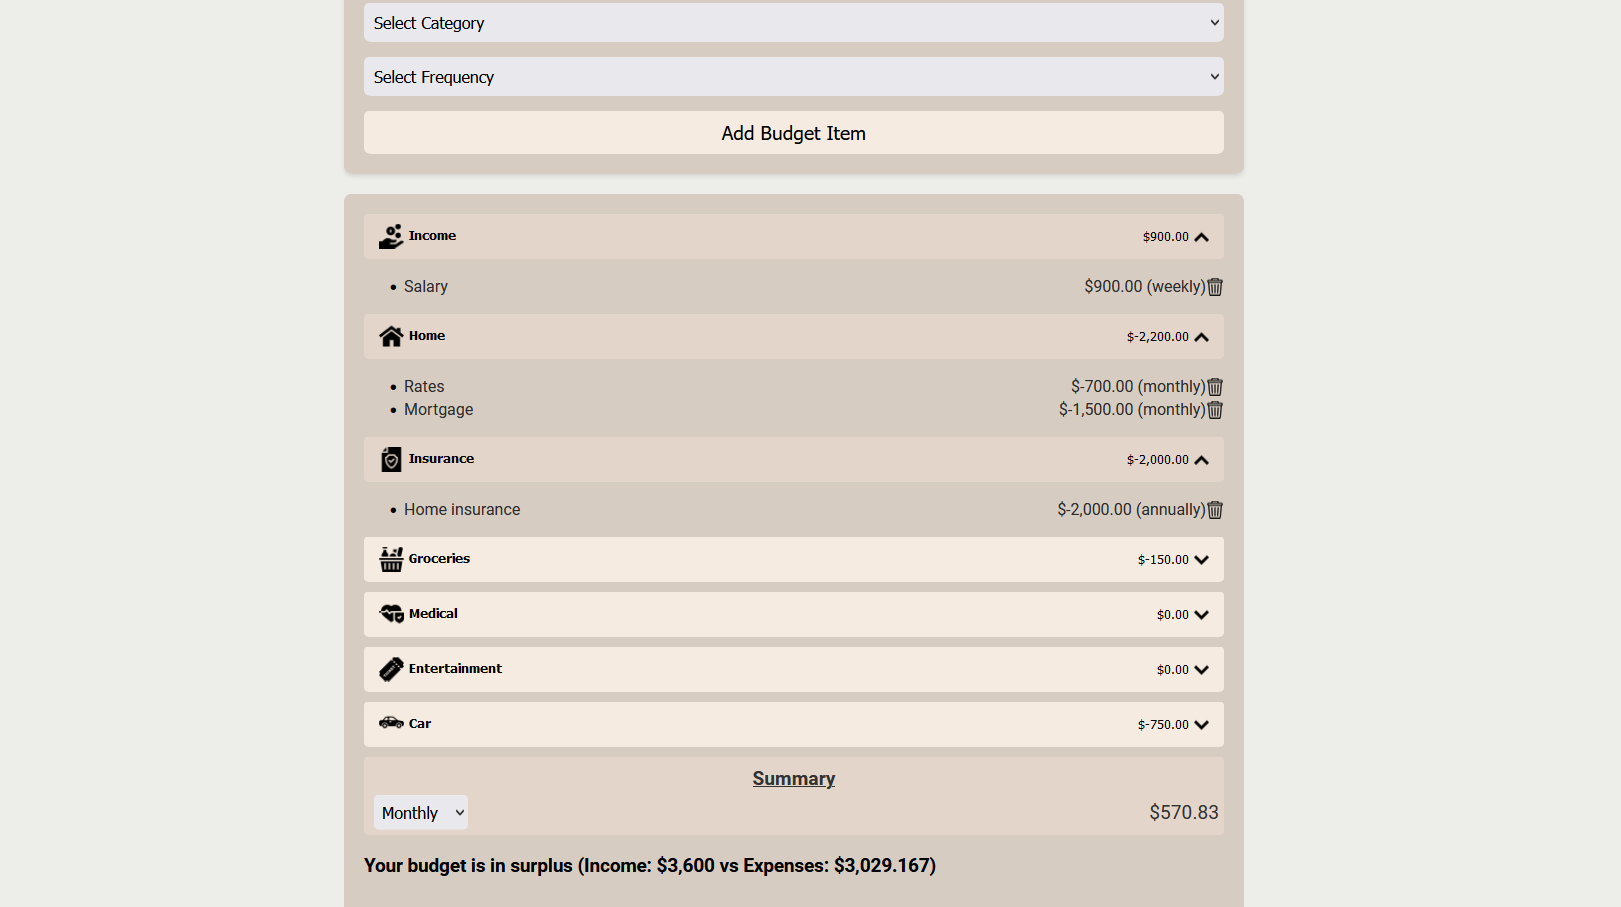 Select Category
Select Frequency
Add Budget Item
Income $900.00
• Salary $900.00 (weekly)
Home $-2,200.00
• Rates $-700.00 (monthly)
• Mortgage $-1,500.00 (monthly)
Insurance $-2,000.00
• Home insurance $-2,000.00 (annually)
Groceries $-150.00
Medical $0.00
Entertainment $0.00
Car $-750.00
Summary
Monthly $570.83
Your budget is in surplus (Income: $3,600 vs Expenses: $3,029.167)